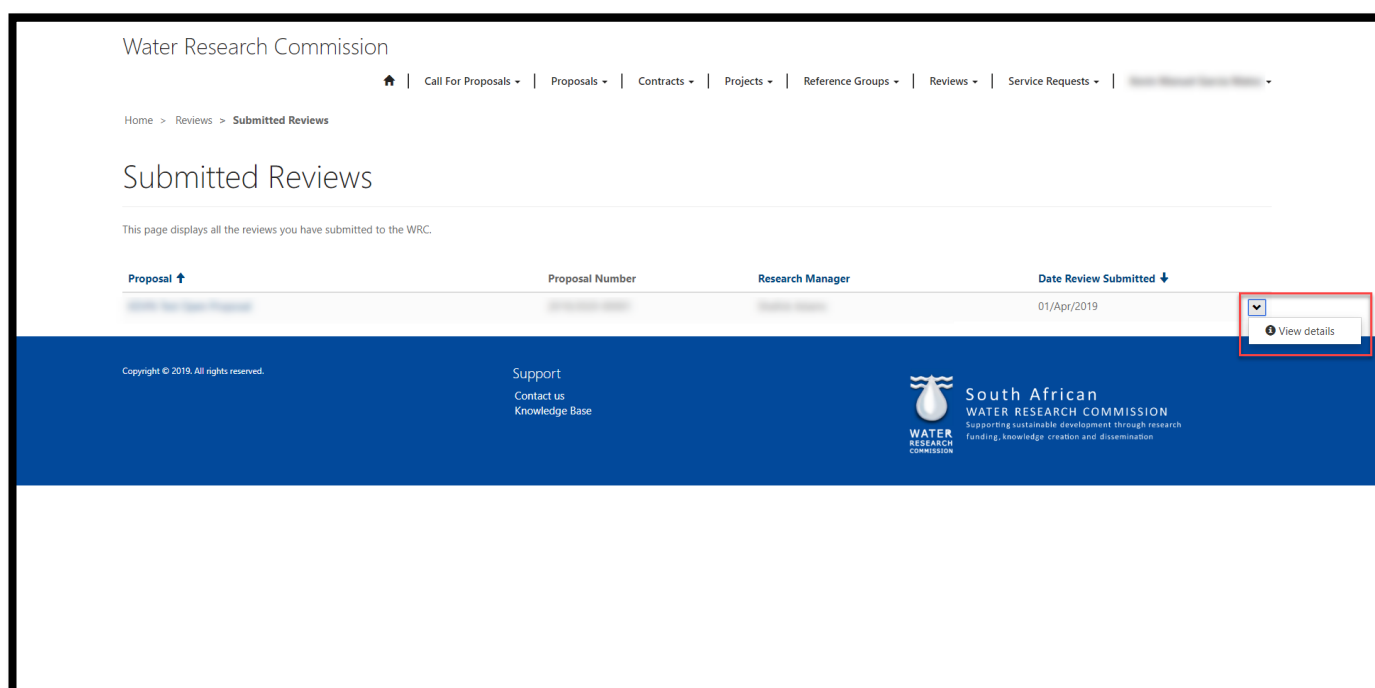 Water Research Commission
Call For Proposals | Proposals | Contracts | Projects | Reference Groups | Reviews | Service Requests |
Home > Reviews > Submitted Reviews
Submitted Reviews
This page displays all the reviews you have submitted to the WRC.
Proposal Proposal Number Research Manager Date Review Submitted
01/Apr/2019
View details
Copyright © 2019. All rights reserved.
Support
Contact us
Knowledge Base
WATER
RESEARCH
COMMISSION
South African
WATER RESEARCH COMMISSION
Supporting sustainable development through research
funding, knowledge creation and dissemination